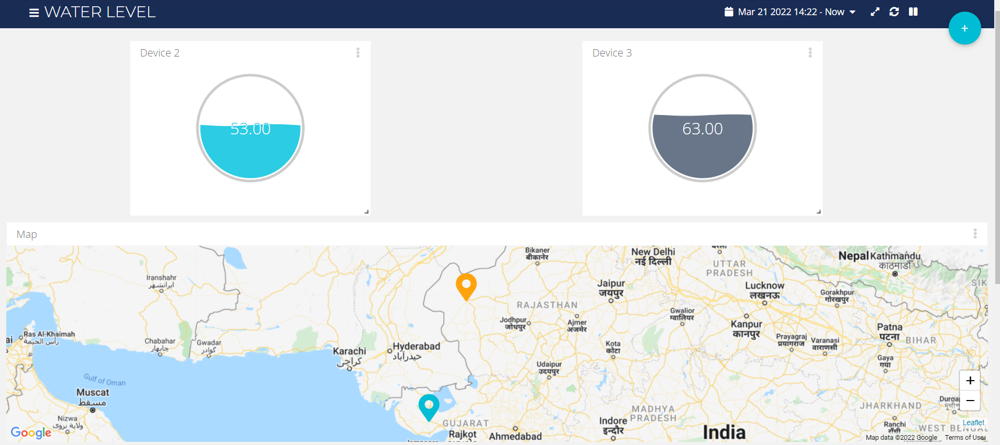 WATER LEVEL
Mar 21 2022 14:22 - Now
+
Device 2
53.00
Device 3
63.00
Map
Bikaner
बीकानेर
New Delhi
नई दिल्ली
बरेली
Nepal
Kathmandu
काठमाडौँ
UTTAR
PRADESH
Iranshahr
ایرانشهر
Jaipur
जयपुर
Lucknow
लखनऊ
Gorakhpur
गोरखपुर
SIK
RAJASTHAN
Jodhpur
जोधपुर
Ajmer
अजमेर
Gwalior
ग्वालियर
Kanpur
कानपुर
Prayagraj
प्रयागराज
Varanasi
वाराणसी
Patna
पटना
BIHAR
ai
Ras Al-Khaimah
رأس الخيمة
Chabahar
چابهار
Gwadar
گوادر
Karachi
کراچی
Hyderabad
حیدرآباد
Kota
कोटा
Udaipur
उदयपुर
Gaya
गया
Gulf of Oman
Muscat
مسقط
Nizwa
ولاية نزوى
GUJARAT
Rajkot
Ahmedabad
Indore
इन्दौर
MADHYA
PRADESH
India
JHARKHAND
Ranchi
राँची
WEST BENGAL
+
−
Leaflet
Google
Map data ©2022 Google
Terms of Use